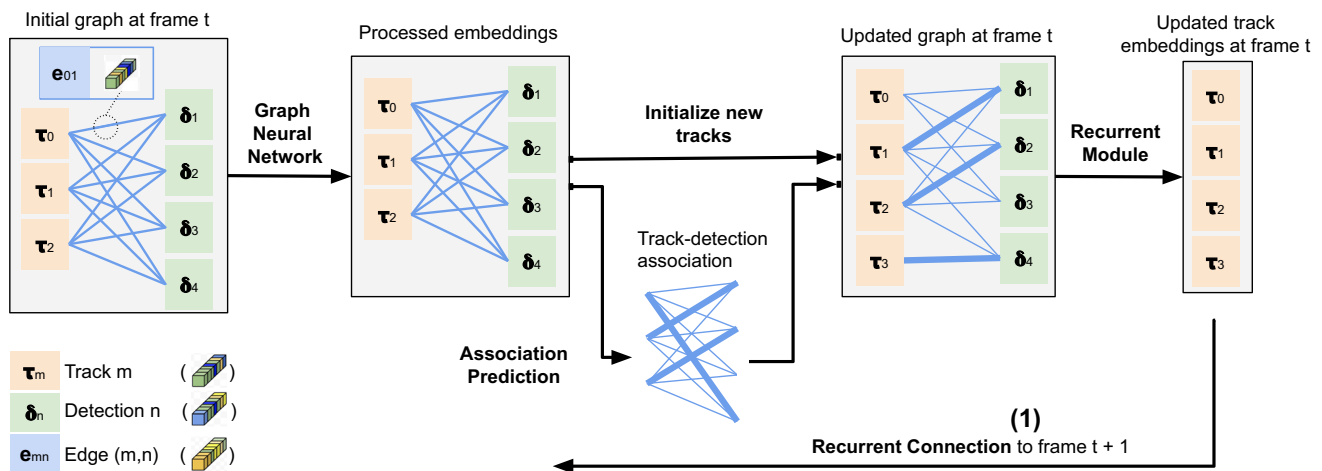 Initial graph at frame t
e01
τ0
τ1
τ2
δ1
δ2
δ3
δ4
Graph
Neural
Network
Processed embeddings
τ0
τ1
τ2
δ1
δ2
δ3
δ4
Initialize new
tracks
Track-detection
association
Association
Prediction
Updated graph at frame t
τ0
τ1
τ2
τ3
δ1
δ2
δ3
δ4
Recurrent
Module
Updated track
embeddings at frame t
τ0
τ1
τ2
τ3
τm Track m ( )
δn Detection n ( )
emn Edge (m,n) ( )
(1)
Recurrent Connection to frame t + 1